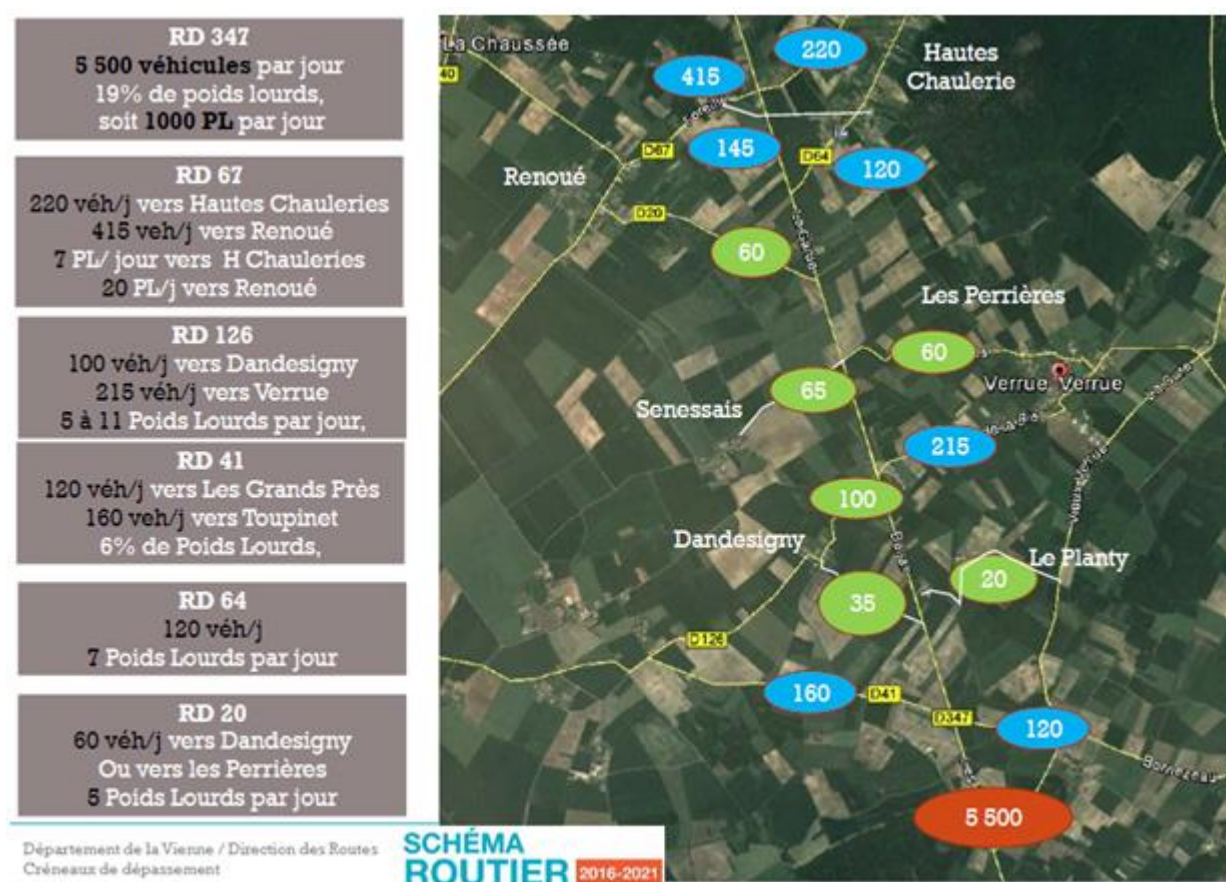 RD 347
5 500 véhicules par jour
19% de poids lourds,
soit 1000 PL par jour
RD 67
220 véh/j vers Hautes Chauleries
415 veh/j vers Renoué
7 PL/ jour vers H Chauleries
20 PL/j vers Renoué
RD 126
100 véh/j vers Dandesigny
215 véh/j vers Verrue
5 à 11 Poids Lourds par jour,
RD 41
120 véh/j vers Les Grands Près
160 veh/j vers Toupinet
6% de Poids Lourds,
RD 64
120 véh/j
7 Poids Lourds par jour
RD 20
60 véh/j vers Dandesigny
Ou vers les Perrières
5 Poids Lourds par jour
Département de la Vienne / Direction des Routes
Créneaux de dépassement
SCHÉMA
ROUTIER 2016-2021
La Chaussée
40
220
Hautes
Chaulerie
415
145
D67
D64
120
Renoué
D20
60
Les Perrières
60
Verrue Verrue
65
Senessais
215
100
Dandesigny
Le Planty
20
35
D126
160
D41
D347
120
Bornezeau
5 500